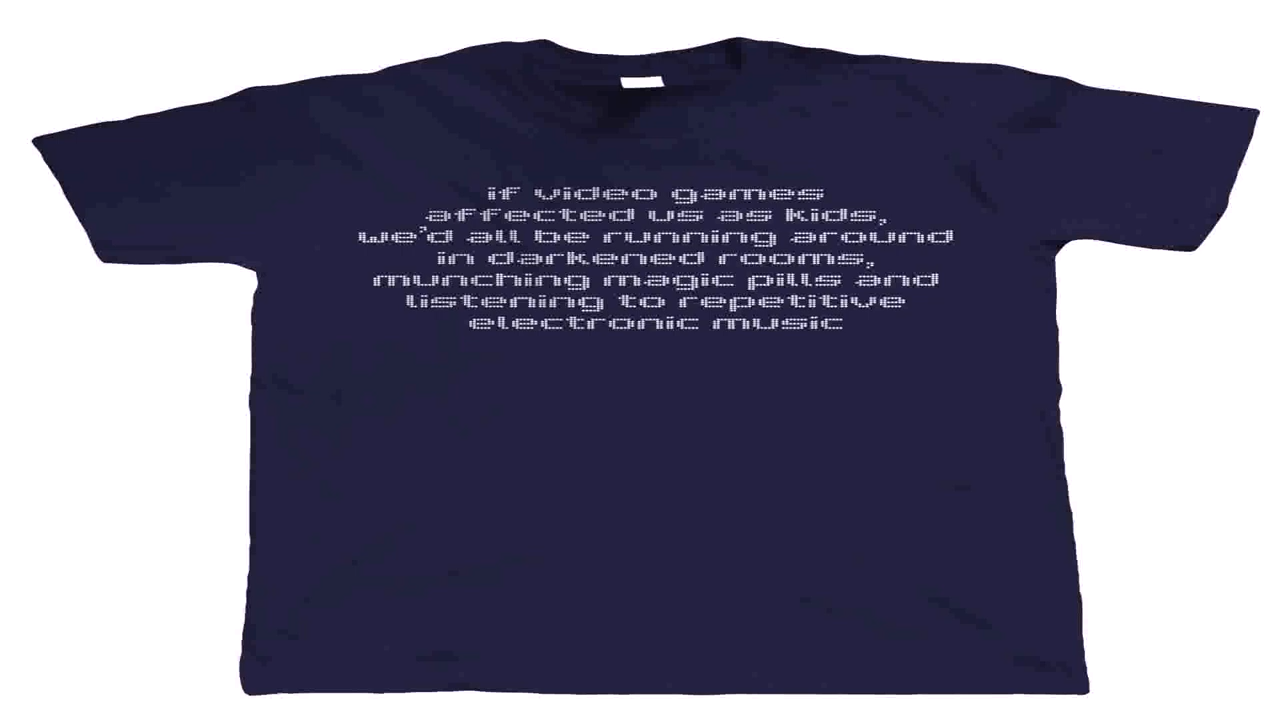 if video games
affected us as kids,
we'd all be running around
in darkened rooms,
munching magic pills and
listening to repetitive
electronic music